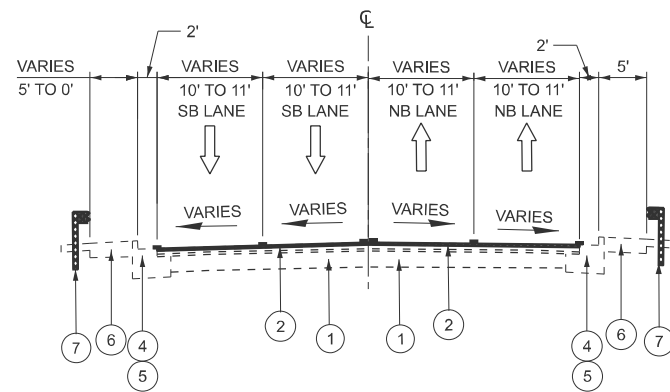 ℄
2'
2'
VARIES
5' TO 0'
VARIES
10' TO 11'
SB LANE
VARIES
10' TO 11'
SB LANE
VARIES
10' TO 11'
NB LANE
VARIES
10' TO 11'
NB LANE
5'
VARIES
VARIES
VARIES
VARIES
7
6
4
5
2
1
1
2
4
5
6
7